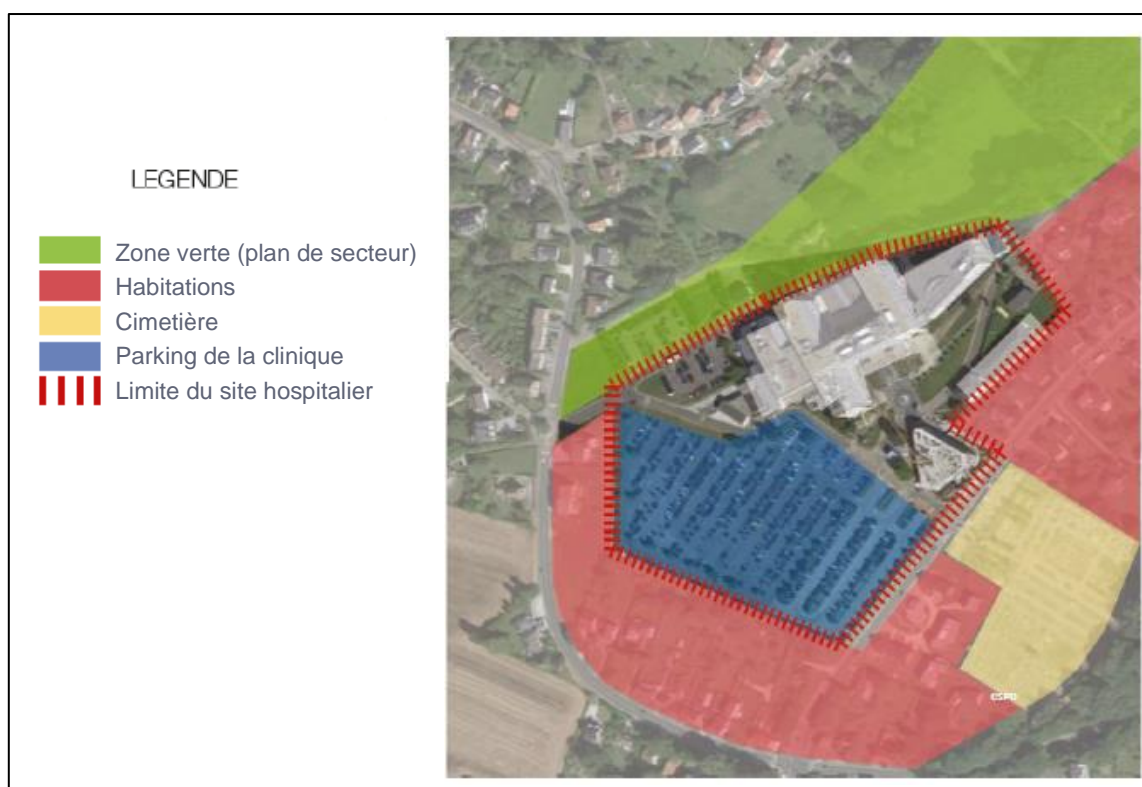 LEGENDE
Zone verte (plan de secteur)
Habitations
Cimetière
Parking de la clinique
Limite du site hospitalier